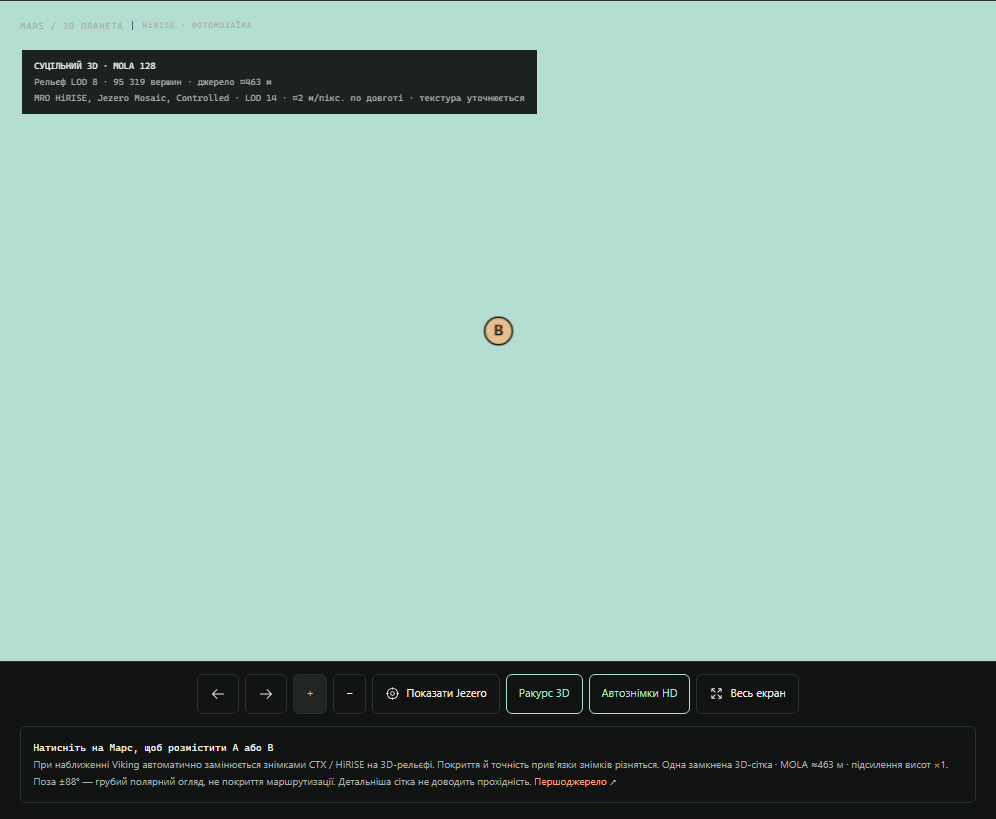 MARS / 3D ПЛАНЕТА | HiRISE · ФОТОМОЗАЇКА
СУЦІЛЬНИЙ 3D · MOLA 128
Рельєф LOD 8 · 95 319 вершин · джерело ≈463 м
MRO HiRISE, Jezero Mosaic, Controlled · LOD 14 · ≈2 м/пікс. по довготі · текстура уточнюється
B
← → + − Показати Jezero Ракурс 3D Автознімки HD Весь екран
Натисніть на Марс, щоб розмістити A або B
При наближенні Viking автоматично замінюється знімками CTX / HiRISE на 3D-рельєфі. Покриття й точність прив'язки знімків різняться. Одна замкнена 3D-сітка · MOLA ≈463 м · підсилення висот ×1.
Поза ±88° — грубий полярний огляд, не покриття маршрутизації. Детальніша сітка не доводить прохідність. Першоджерело ↗